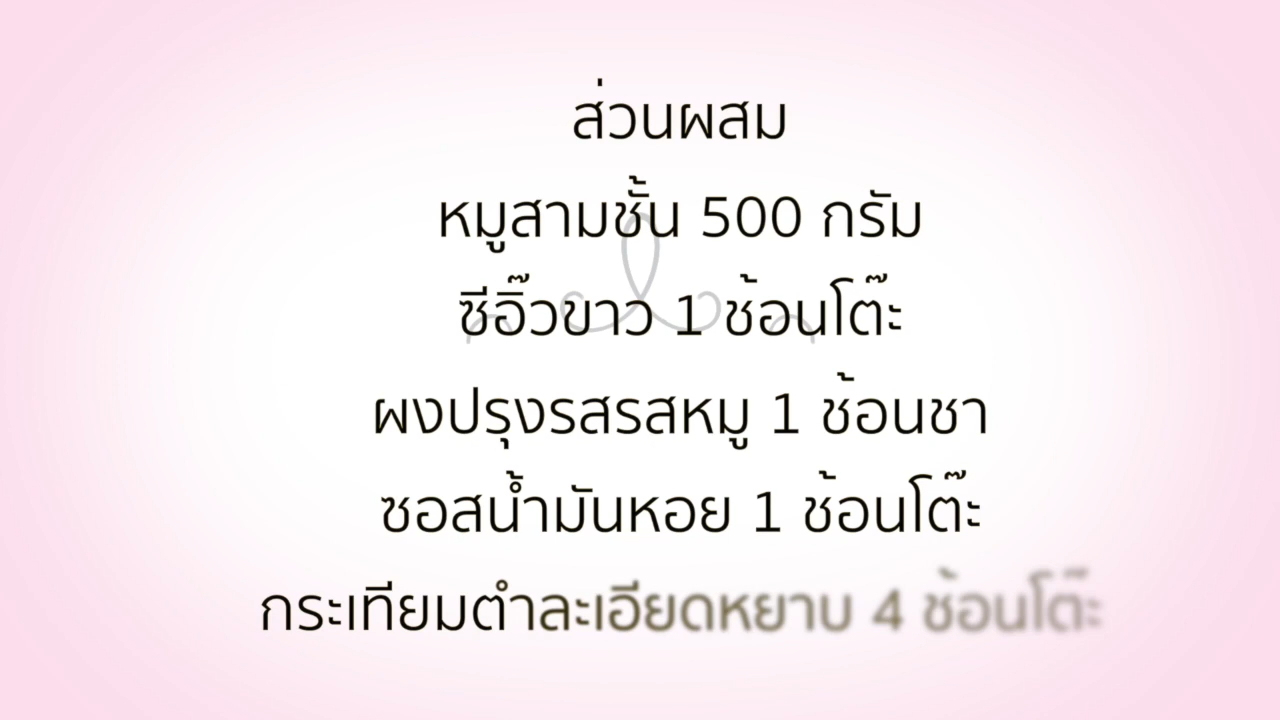 ส่วนผสม
หมูสามชั้น 500 กรัม
ซีอิ๊วขาว 1 ช้อนโต๊ะ
ผงปรุงรสรสหมู 1 ช้อนชา
ซอสน้ำมันหอย 1 ช้อนโต๊ะ
กระเทียมตำละเอียดหยาบ 4 ช้อนโต๊ะ